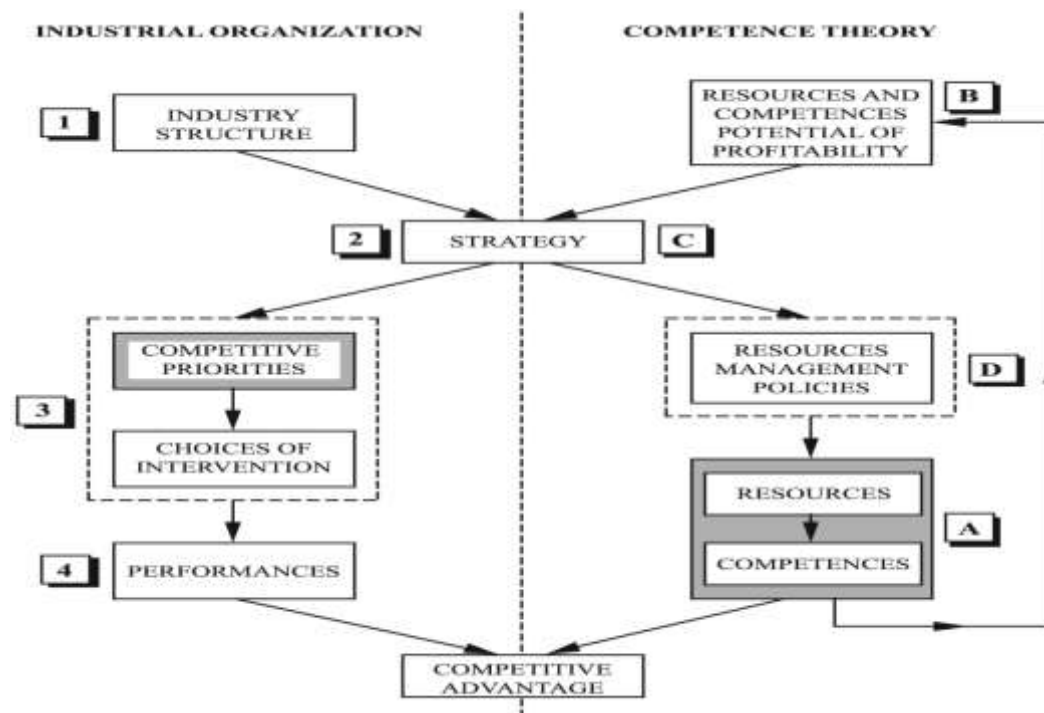 INDUSTRIAL ORGANIZATION
COMPETENCE THEORY
1
INDUSTRY
STRUCTURE
RESOURCES AND
COMPETENCES
POTENTIAL OF
PROFITABILITY
B
2
STRATEGY
C
COMPETITIVE
PRIORITIES
3
CHOICES OF
INTERVENTION
RESOURCES
MANAGEMENT
POLICIES
D
RESOURCES
A
COMPETENCES
4
PERFORMANCES
COMPETITIVE
ADVANTAGE